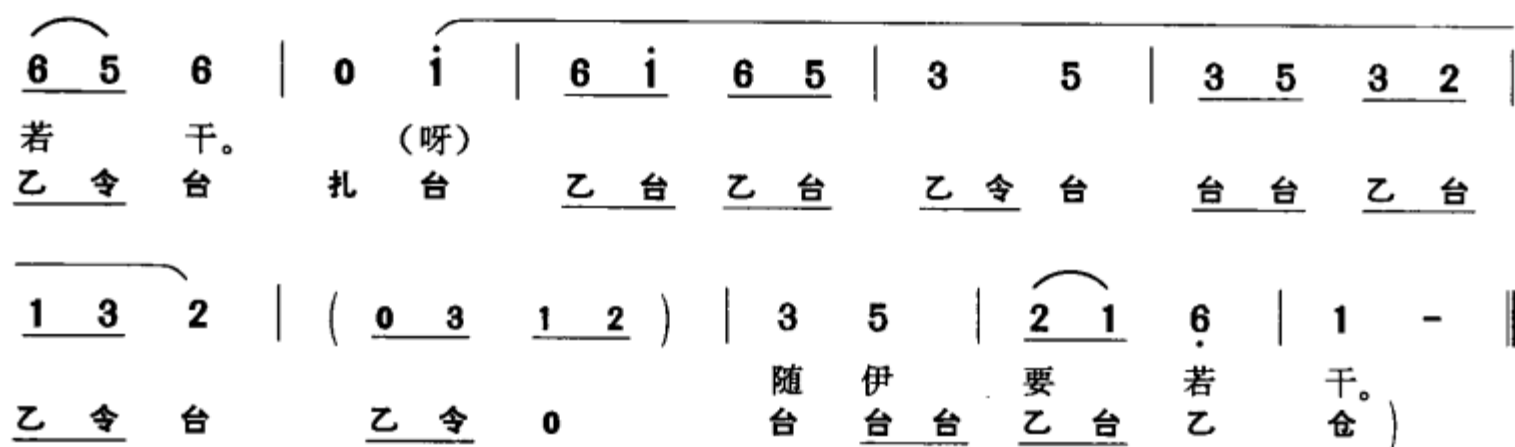 6 5 6 | 0 i̇ | 6 i̇ 6 5 | 3 5 | 3 5 3 2 |
若 干。 （呀）
乙 令 台 扎 台 乙 台 乙 台 乙 令 台 台 台 乙 台
1 3 2 | ( 0 3 1 2 ) | 3 5 | 2 1 6̣ | 1 - ‖
随 伊 要 若 干。
乙 令 台 乙 令 0 台 台 台 乙 台 乙 仓 )